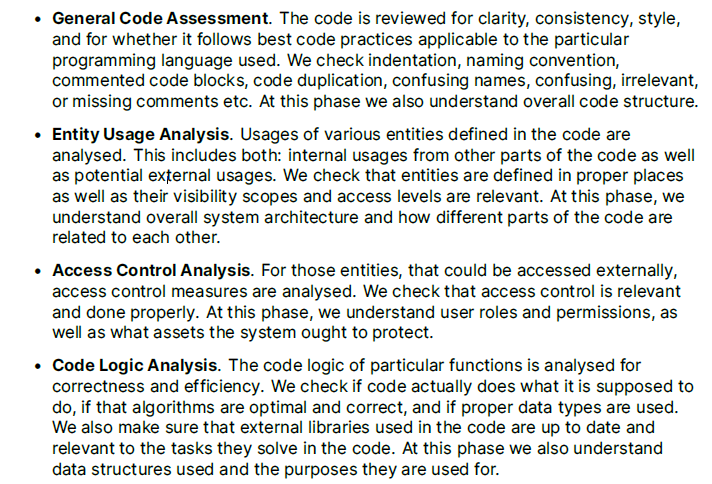 • General Code Assessment. The code is reviewed for clarity, consistency, style,
and for whether it follows best code practices applicable to the particular
programming language used. We check indentation, naming convention,
commented code blocks, code duplication, confusing names, confusing, irrelevant,
or missing comments etc. At this phase we also understand overall code structure.
• Entity Usage Analysis. Usages of various entities defined in the code are
analysed. This includes both: internal usages from other parts of the code as well
as potential external usages. We check that entities are defined in proper places
as well as their visibility scopes and access levels are relevant. At this phase, we
understand overall system architecture and how different parts of the code are
related to each other.
• Access Control Analysis. For those entities, that could be accessed externally,
access control measures are analysed. We check that access control is relevant
and done properly. At this phase, we understand user roles and permissions, as
well as what assets the system ought to protect.
• Code Logic Analysis. The code logic of particular functions is analysed for
correctness and efficiency. We check if code actually does what it is supposed to
do, if that algorithms are optimal and correct, and if proper data types are used.
We also make sure that external libraries used in the code are up to date and
relevant to the tasks they solve in the code. At this phase we also understand
data structures used and the purposes they are used for.